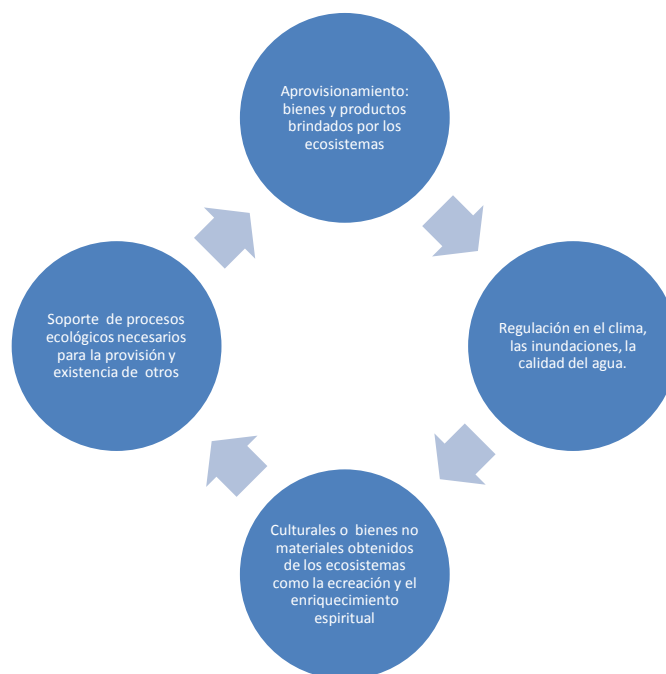 Aprovisionamiento:
bienes y productos
brindados por los
ecosistemas
Regulación en el clima,
las inundaciones, la
calidad del agua.
Culturales o bienes no
materiales obtenidos
de los ecosistemas
como la ecreación y el
enriquecimiento
espiritual
Soporte de procesos
ecológicos necesarios
para la provisión y
existencia de otros